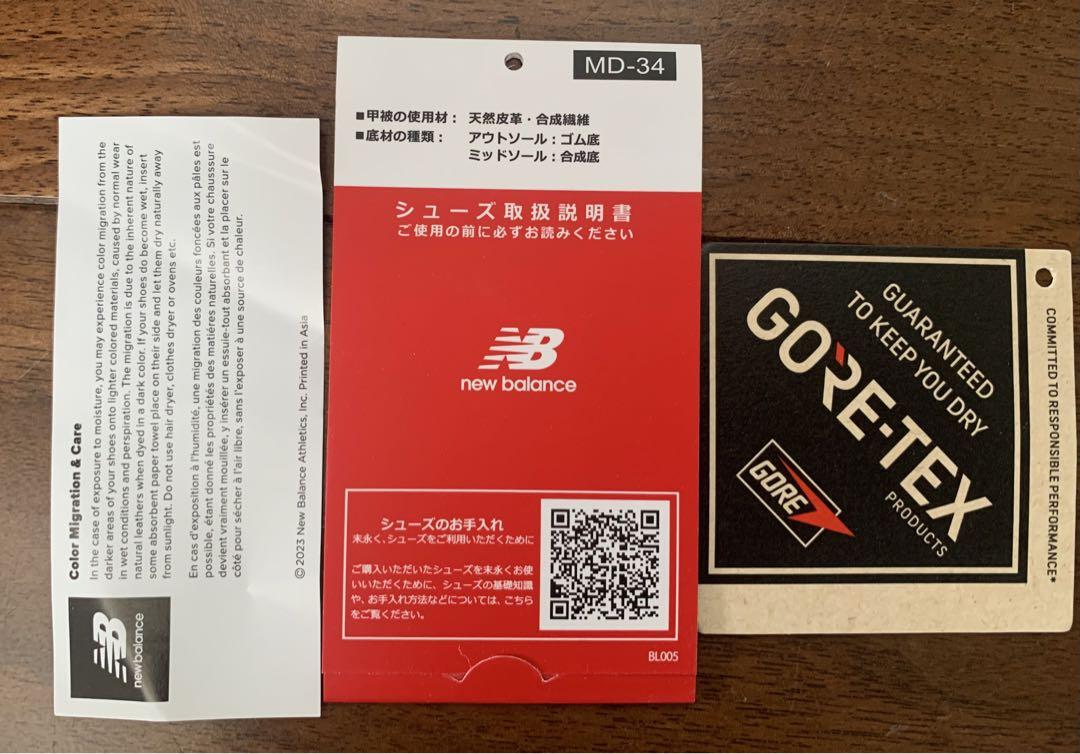 Color Migration & Care
In the case of exposure to moisture, you may experience color migration from the
darker areas of your shoes onto lighter colored materials, caused by normal wear
in wet conditions and perspiration. The migration is due to the inherent nature of
natural leathers when dyed in a dark color. If your shoes do become wet, insert
some absorbent paper towel place on their side and let them dry naturally away
from sunlight. Do not use hair dryer, clothes dryer or ovens etc.
En cas d'exposition à l'humidité, une migration des couleurs foncées aux pâles est
possible, étant donné les propriétés des matières naturelles. Si votre chausssure
devient vraiment mouillée, y insérer un essuie-tout absorbant et la placer sur le
côté pour sécher à l'air libre, sans l'exposer à une source de chaleur.
©2023 New Balance Athletics, Inc. Printed in Asia
NB
new balance
MD-34
■甲被の使用材： 天然皮革・合成繊維
■底材の種類： アウトソール：ゴム底
ミッドソール：合成底
シューズ取扱説明書
ご使用の前に必ずお読みください
NB
new balance
シューズのお手入れ
末永く、シューズをご利用いただくために
ご購入いただいたシューズを末永くお使
いいただくために、シューズの基礎知識
や、お手入れ方法などについては、こちら
をご覧ください。
BL005
GUARANTEED
TO KEEP YOU DRY
GORE-TEX
PRODUCTS
GORE
COMMITTED TO RESPONSIBLE PERFORMANCE*